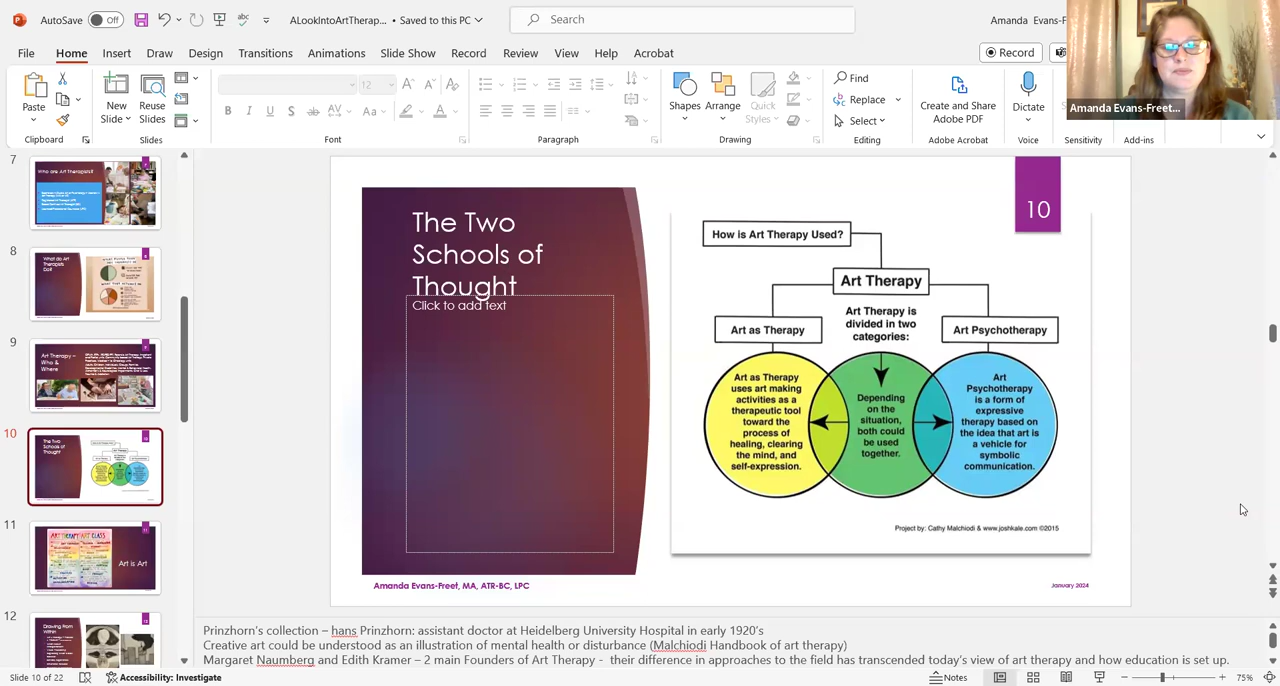 AutoSave Off ALookIntoArtTherap... • Saved to this PC Search Amanda Evans-F
File Home Insert Draw Design Transitions Animations Slide Show Review View Help Acrobat Record
Paste New Slide Reuse Slides 12 Shapes Arrange Quick Styles Find Replace Select Create and Share Adobe PDF Dictate
Clipboard Slides Font Paragraph Drawing Editing Adobe Acrobat Voice Sensitivity Add-ins
Amanda Evans-Freet...
7
Who are Art Therapists?
8
What do Art
Therapists
Do?
9
Art Therapy –
Who &
Where
10
The Two
Schools of
Thought
11
Art is Art
12
Drawing From
Within
10
The Two
Schools of
Thought
Click to add text
How is Art Therapy Used?
Art Therapy
Art Therapy is
divided in two
categories:
Art as Therapy
Art Psychotherapy
Art as Therapy
uses art making
activities as a
therapeutic tool
toward the
process of
healing, clearing
the mind, and
self-expression.
Depending
on the
situation,
both could
be used
together.
Art
Psychotherapy
is a form of
expressive
therapy based on
the idea that art is
a vehicle for
symbolic
communication.
Project by: Cathy Malchiodi & www.joshkale.com ©2015
Amanda Evans-Freet, MA, ATR-BC, LPC
January 2024
Prinzhorn's collection – hans Prinzhorn: assistant doctor at Heidelberg University Hospital in early 1920s
Creative art could be understood as an illustration of mental health or disturbance (Malchiodi Handbook of art therapy)
Margaret Naumberg and Edith Kramer – 2 main Founders of Art Therapy - their difference in approaches to the field has transcended today's view of art therapy and how education is set up.
Slide 10 of 22 Accessibility: Investigate Notes 75%